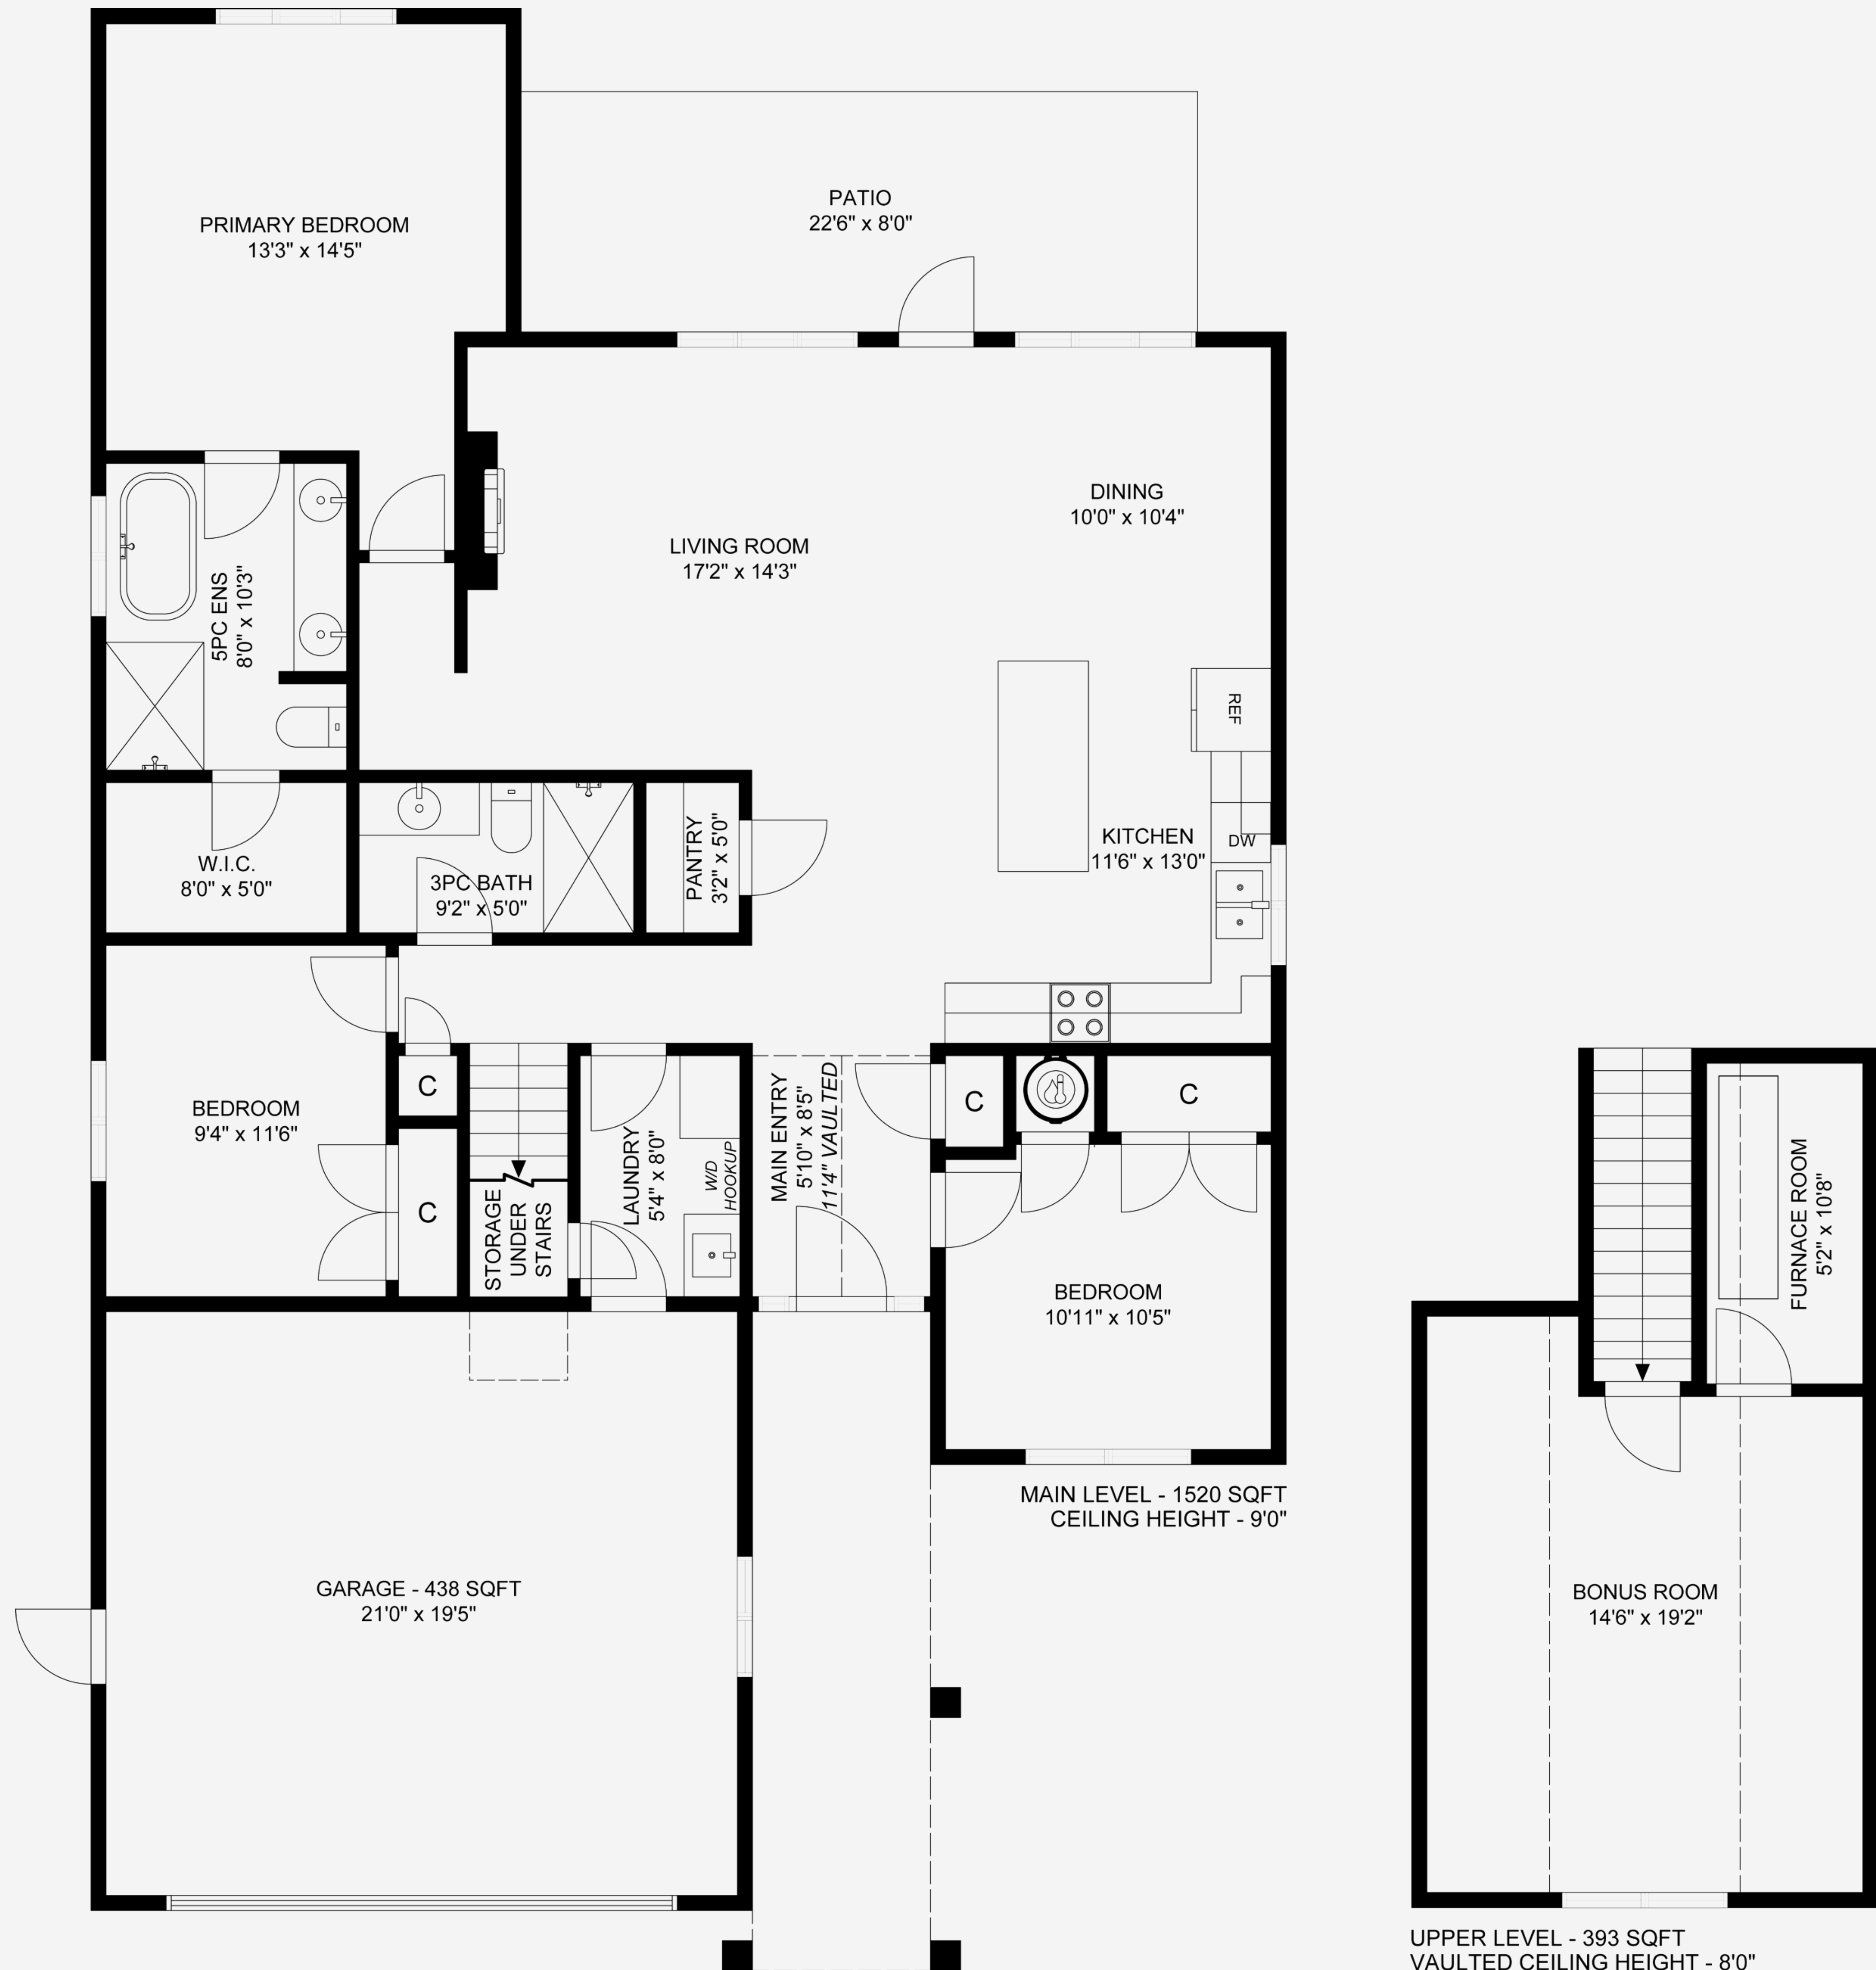 PRIMARY BEDROOM
13'3" x 14'5"
PATIO
22'6" x 8'0"
LIVING ROOM
17'2" x 14'3"
DINING
10'0" x 10'4"
5PC ENS
8'0" x 10'3"
REF
KITCHEN
11'6" x 13'0"
DW
W.I.C.
8'0" x 5'0"
3PC BATH
9'2" x 5'0"
PANTRY
3'2" x 5'0"
BEDROOM
9'4" x 11'6"
C
C
STORAGE
UNDER
STAIRS
LAUNDRY
5'4" x 8'0"
W/D
HOOKUP
MAIN ENTRY
5'10" x 8'5"
11'4" VAULTED
C
C
BEDROOM
10'11" x 10'5"
MAIN LEVEL - 1520 SQFT
CEILING HEIGHT - 9'0"
GARAGE - 438 SQFT
21'0" x 19'5"
FURNACE ROOM
5'2" x 10'8"
BONUS ROOM
14'6" x 19'2"
UPPER LEVEL - 393 SQFT
VAULTED CEILING HEIGHT - 8'0"